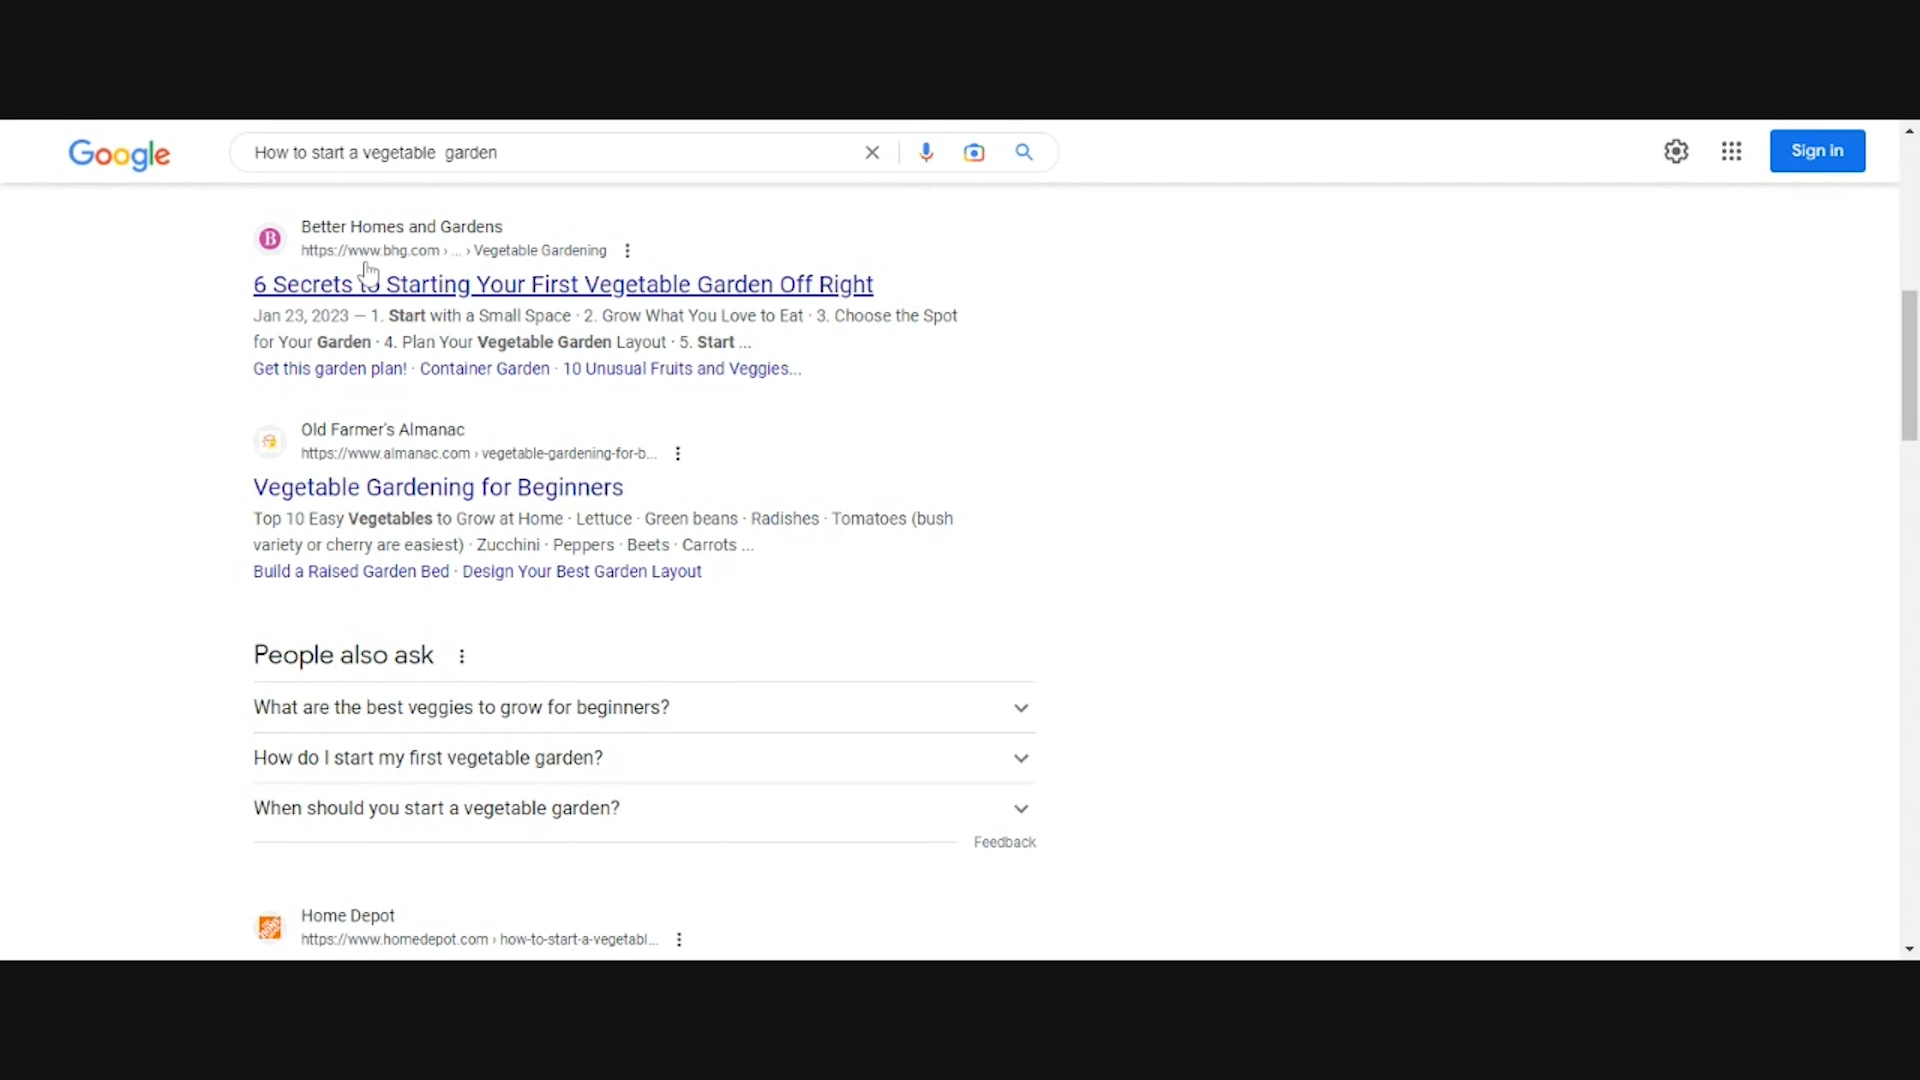 Google
How to start a vegetable  garden
Sign in
Better Homes and Gardens
https://www.bhg.com › ... › Vegetable Gardening
6 Secrets to Starting Your First Vegetable Garden Off Right
Jan 23, 2023 — 1. Start with a Small Space · 2. Grow What You Love to Eat · 3. Choose the Spot
for Your Garden · 4. Plan Your Vegetable Garden Layout · 5. Start ...
Get this garden plan! · Container Garden · 10 Unusual Fruits and Veggies...
Old Farmer's Almanac
https://www.almanac.com › vegetable-gardening-for-b...
Vegetable Gardening for Beginners
Top 10 Easy Vegetables to Grow at Home · Lettuce · Green beans · Radishes · Tomatoes (bush
variety or cherry are easiest) · Zucchini · Peppers · Beets · Carrots ...
Build a Raised Garden Bed · Design Your Best Garden Layout
People also ask
What are the best veggies to grow for beginners?
How do I start my first vegetable garden?
When should you start a vegetable garden?
Feedback
Home Depot
https://www.homedepot.com › how-to-start-a-vegetabl...